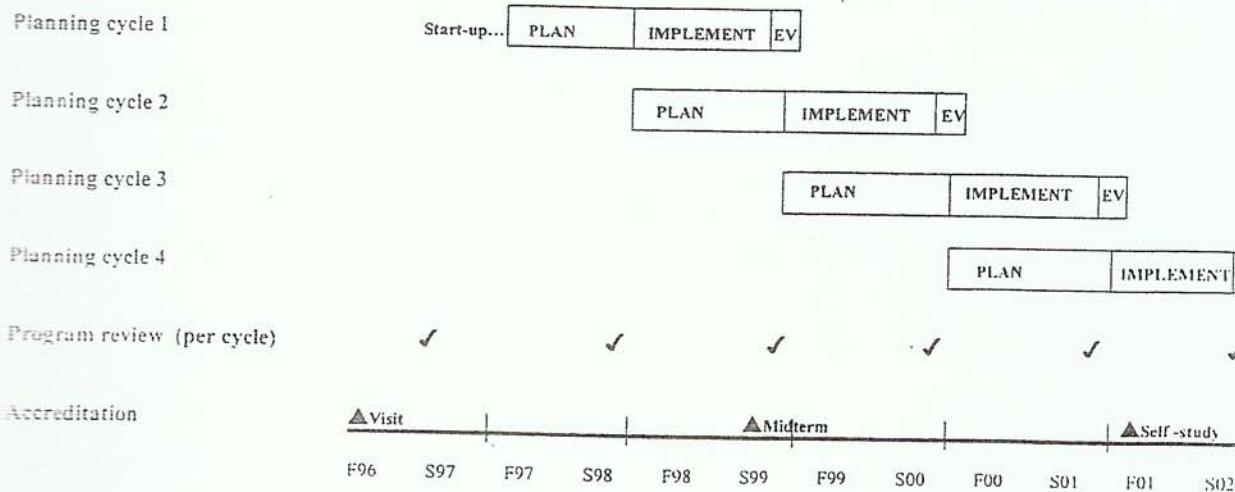 Planning cycle 1 Start-up... PLAN IMPLEMENT EV
Planning cycle 2 PLAN IMPLEMENT EV
Planning cycle 3 PLAN IMPLEMENT EV
Planning cycle 4 PLAN IMPLEMENT
Program review (per cycle) ✓ ✓ ✓ ✓ ✓ ✓
Accreditation ▲Visit ▲Midterm ▲Self-study
F96 S97 F97 S98 F98 S99 F99 S00 F00 S01 F01 S02